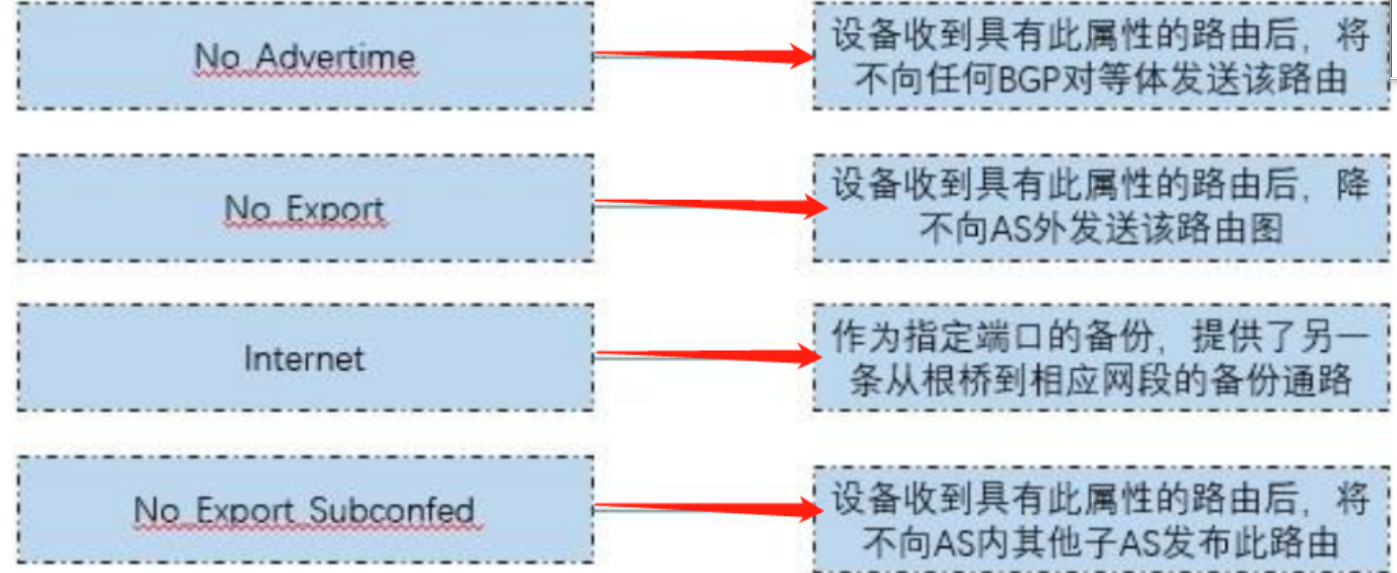 No Advertime
设备收到具有此属性的路由后，将
不向任何BGP对等体发送该路由
No Export
设备收到具有此属性的路由后，降
不向AS外发送该路由图
Internet
作为指定端口的备份，提供了另一
条从根桥到相应网段的备份通路
No Export Subconfed
设备收到具有此属性的路由后，将
不向AS内其他子AS发布此路由